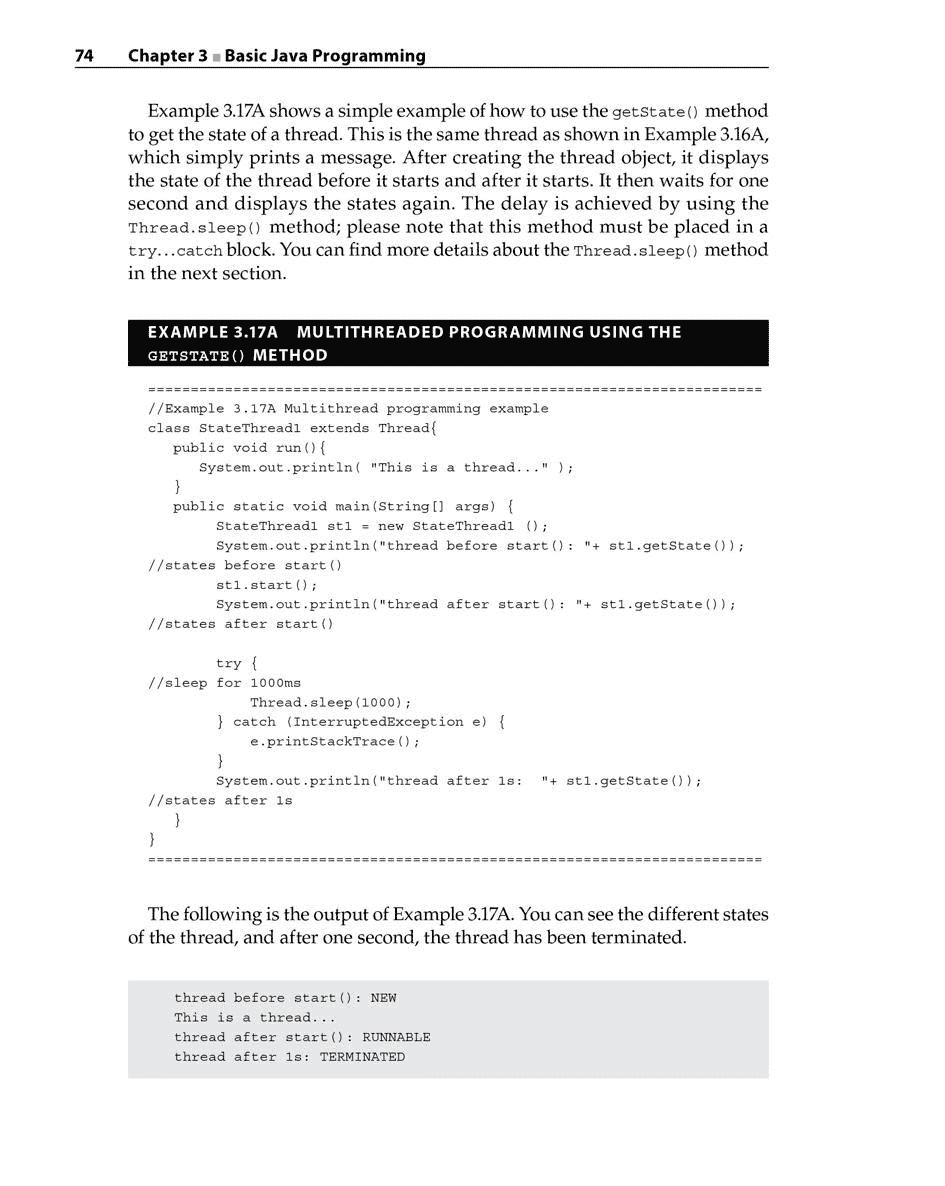 74 Chapter 3 ■ Basic Java Programming
Example 3.17A shows a simple example of how to use the getState() method
to get the state of a thread. This is the same thread as shown in Example 3.16A,
which simply prints a message. After creating the thread object, it displays
the state of the thread before it starts and after it starts. It then waits for one
second and displays the states again. The delay is achieved by using the
Thread.sleep() method; please note that this method must be placed in a
try...catch block. You can find more details about the Thread.sleep() method
in the next section.
EXAMPLE 3.17A MULTITHREADED PROGRAMMING USING THE
GETSTATE() METHOD
========================================================================
//Example 3.17A Multithread programming example
class StateThread1 extends Thread{
   public void run(){
      System.out.println( "This is a thread..." );
   }
   public static void main(String[] args) {
        StateThread1 st1 = new StateThread1 ();
        System.out.println("thread before start(): "+ st1.getState());
//states before start()
        st1.start();
        System.out.println("thread after start(): "+ st1.getState());
//states after start()
        try {
//sleep for 1000ms
            Thread.sleep(1000);
        } catch (InterruptedException e) {
            e.printStackTrace();
        }
        System.out.println("thread after 1s:  "+ st1.getState());
//states after 1s
   }
}
========================================================================
The following is the output of Example 3.17A. You can see the different states
of the thread, and after one second, the thread has been terminated.
thread before start(): NEW
This is a thread...
thread after start(): RUNNABLE
thread after 1s: TERMINATED